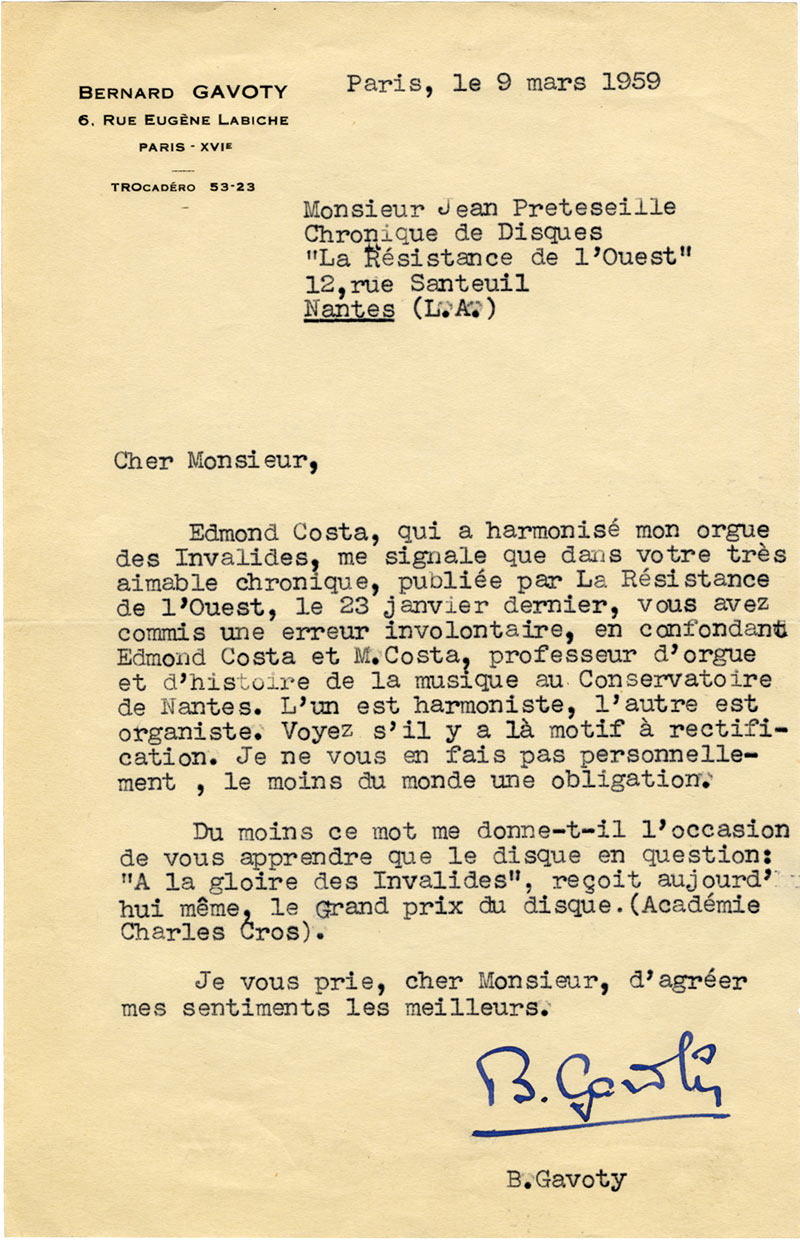 BERNARD GAVOTY
6, RUE EUGÈNE LABICHE
PARIS - XVIE
TROCADÉRO 53-23
Paris, le 9 mars 1959
Monsieur Jean Preteseille
Chronique de Disques
"La Résistance de l'Ouest"
12,rue Santeuil
Nantes (L.A.)
Cher Monsieur,
Edmond Costa, qui a harmonisé mon orgue
des Invalides, me signale que dans votre très
aimable chronique, publiée par La Résistance
de l'Ouest, le 23 janvier dernier, vous avez
commis une erreur involontaire, en confondant
Edmond Costa et M.Costa, professeur d'orgue
et d'histoire de la musique au Conservatoire
de Nantes. L'un est harmoniste, l'autre est
organiste. Voyez s'il y a là motif à rectifi-
cation. Je ne vous en fais pas personnelle-
ment , le moins du monde une obligation.
Du moins ce mot me donne-t-il l'occasion
de vous apprendre que le disque en question:
"A la gloire des Invalides", reçoit aujourd'
hui même, le Grand prix du disque.(Académie
Charles Cros).
Je vous prie, cher Monsieur, d'agréer
mes sentiments les meilleurs.
B. Gavoty
B.Gavoty